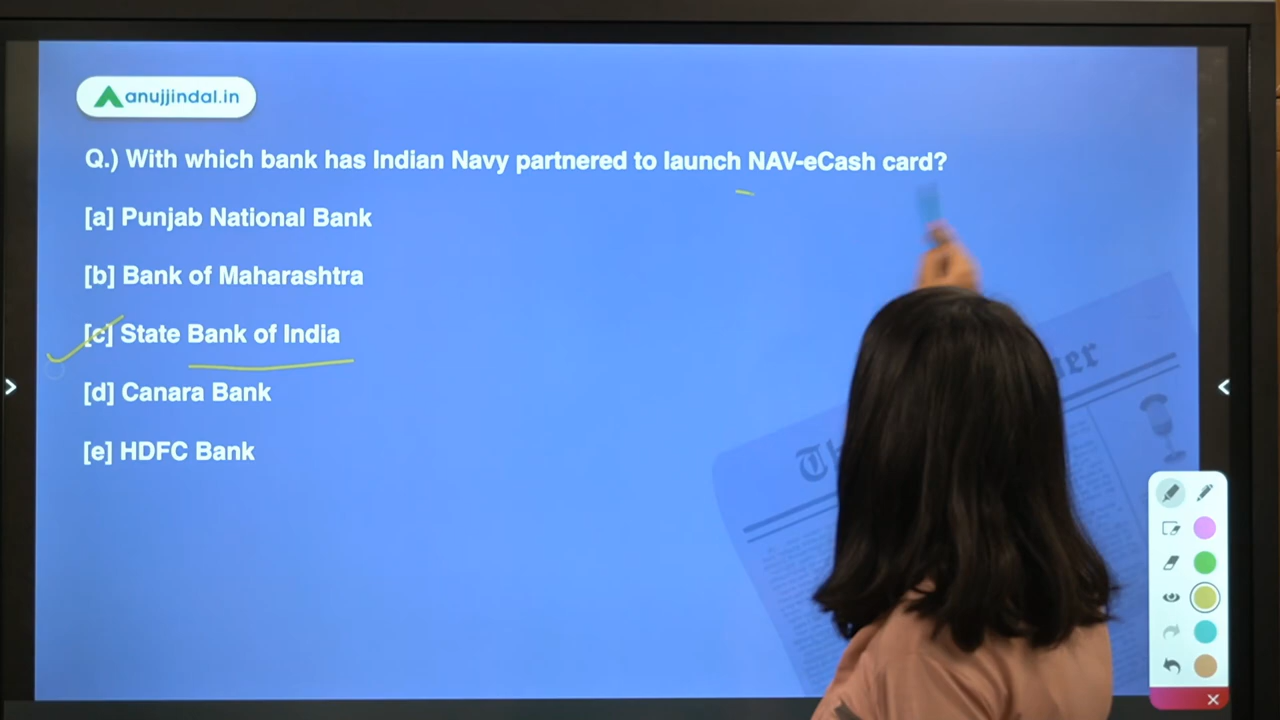 anujjindal.in
Q.) With which bank has Indian Navy partnered to launch NAV-eCash card?
[a] Punjab National Bank
[b] Bank of Maharashtra
[c] State Bank of India
[d] Canara Bank
[e] HDFC Bank